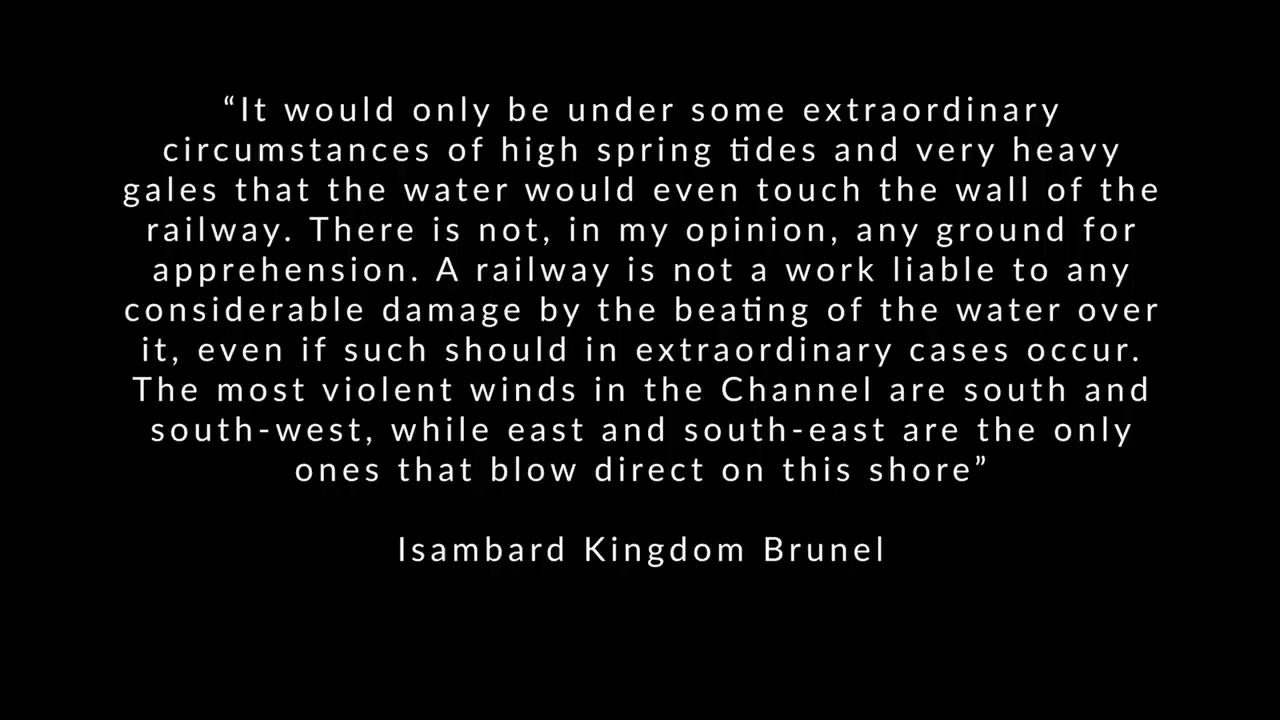 “It would only be under some extraordinary
circumstances of high spring tides and very heavy
gales that the water would even touch the wall of the
railway. There is not, in my opinion, any ground for
apprehension. A railway is not a work liable to any
considerable damage by the beating of the water over
it, even if such should in extraordinary cases occur.
The most violent winds in the Channel are south and
south-west, while east and south-east are the only
ones that blow direct on this shore”
Isambard Kingdom Brunel